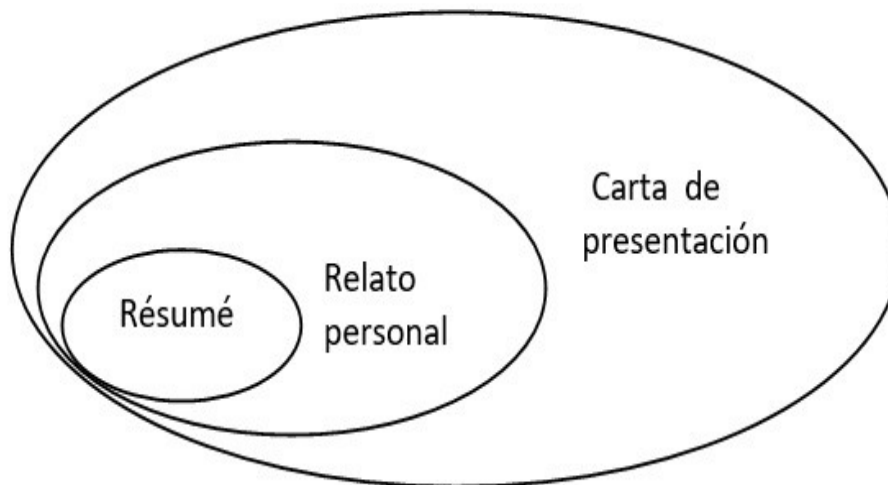 Carta de
presentación
Relato
personal
Résumé